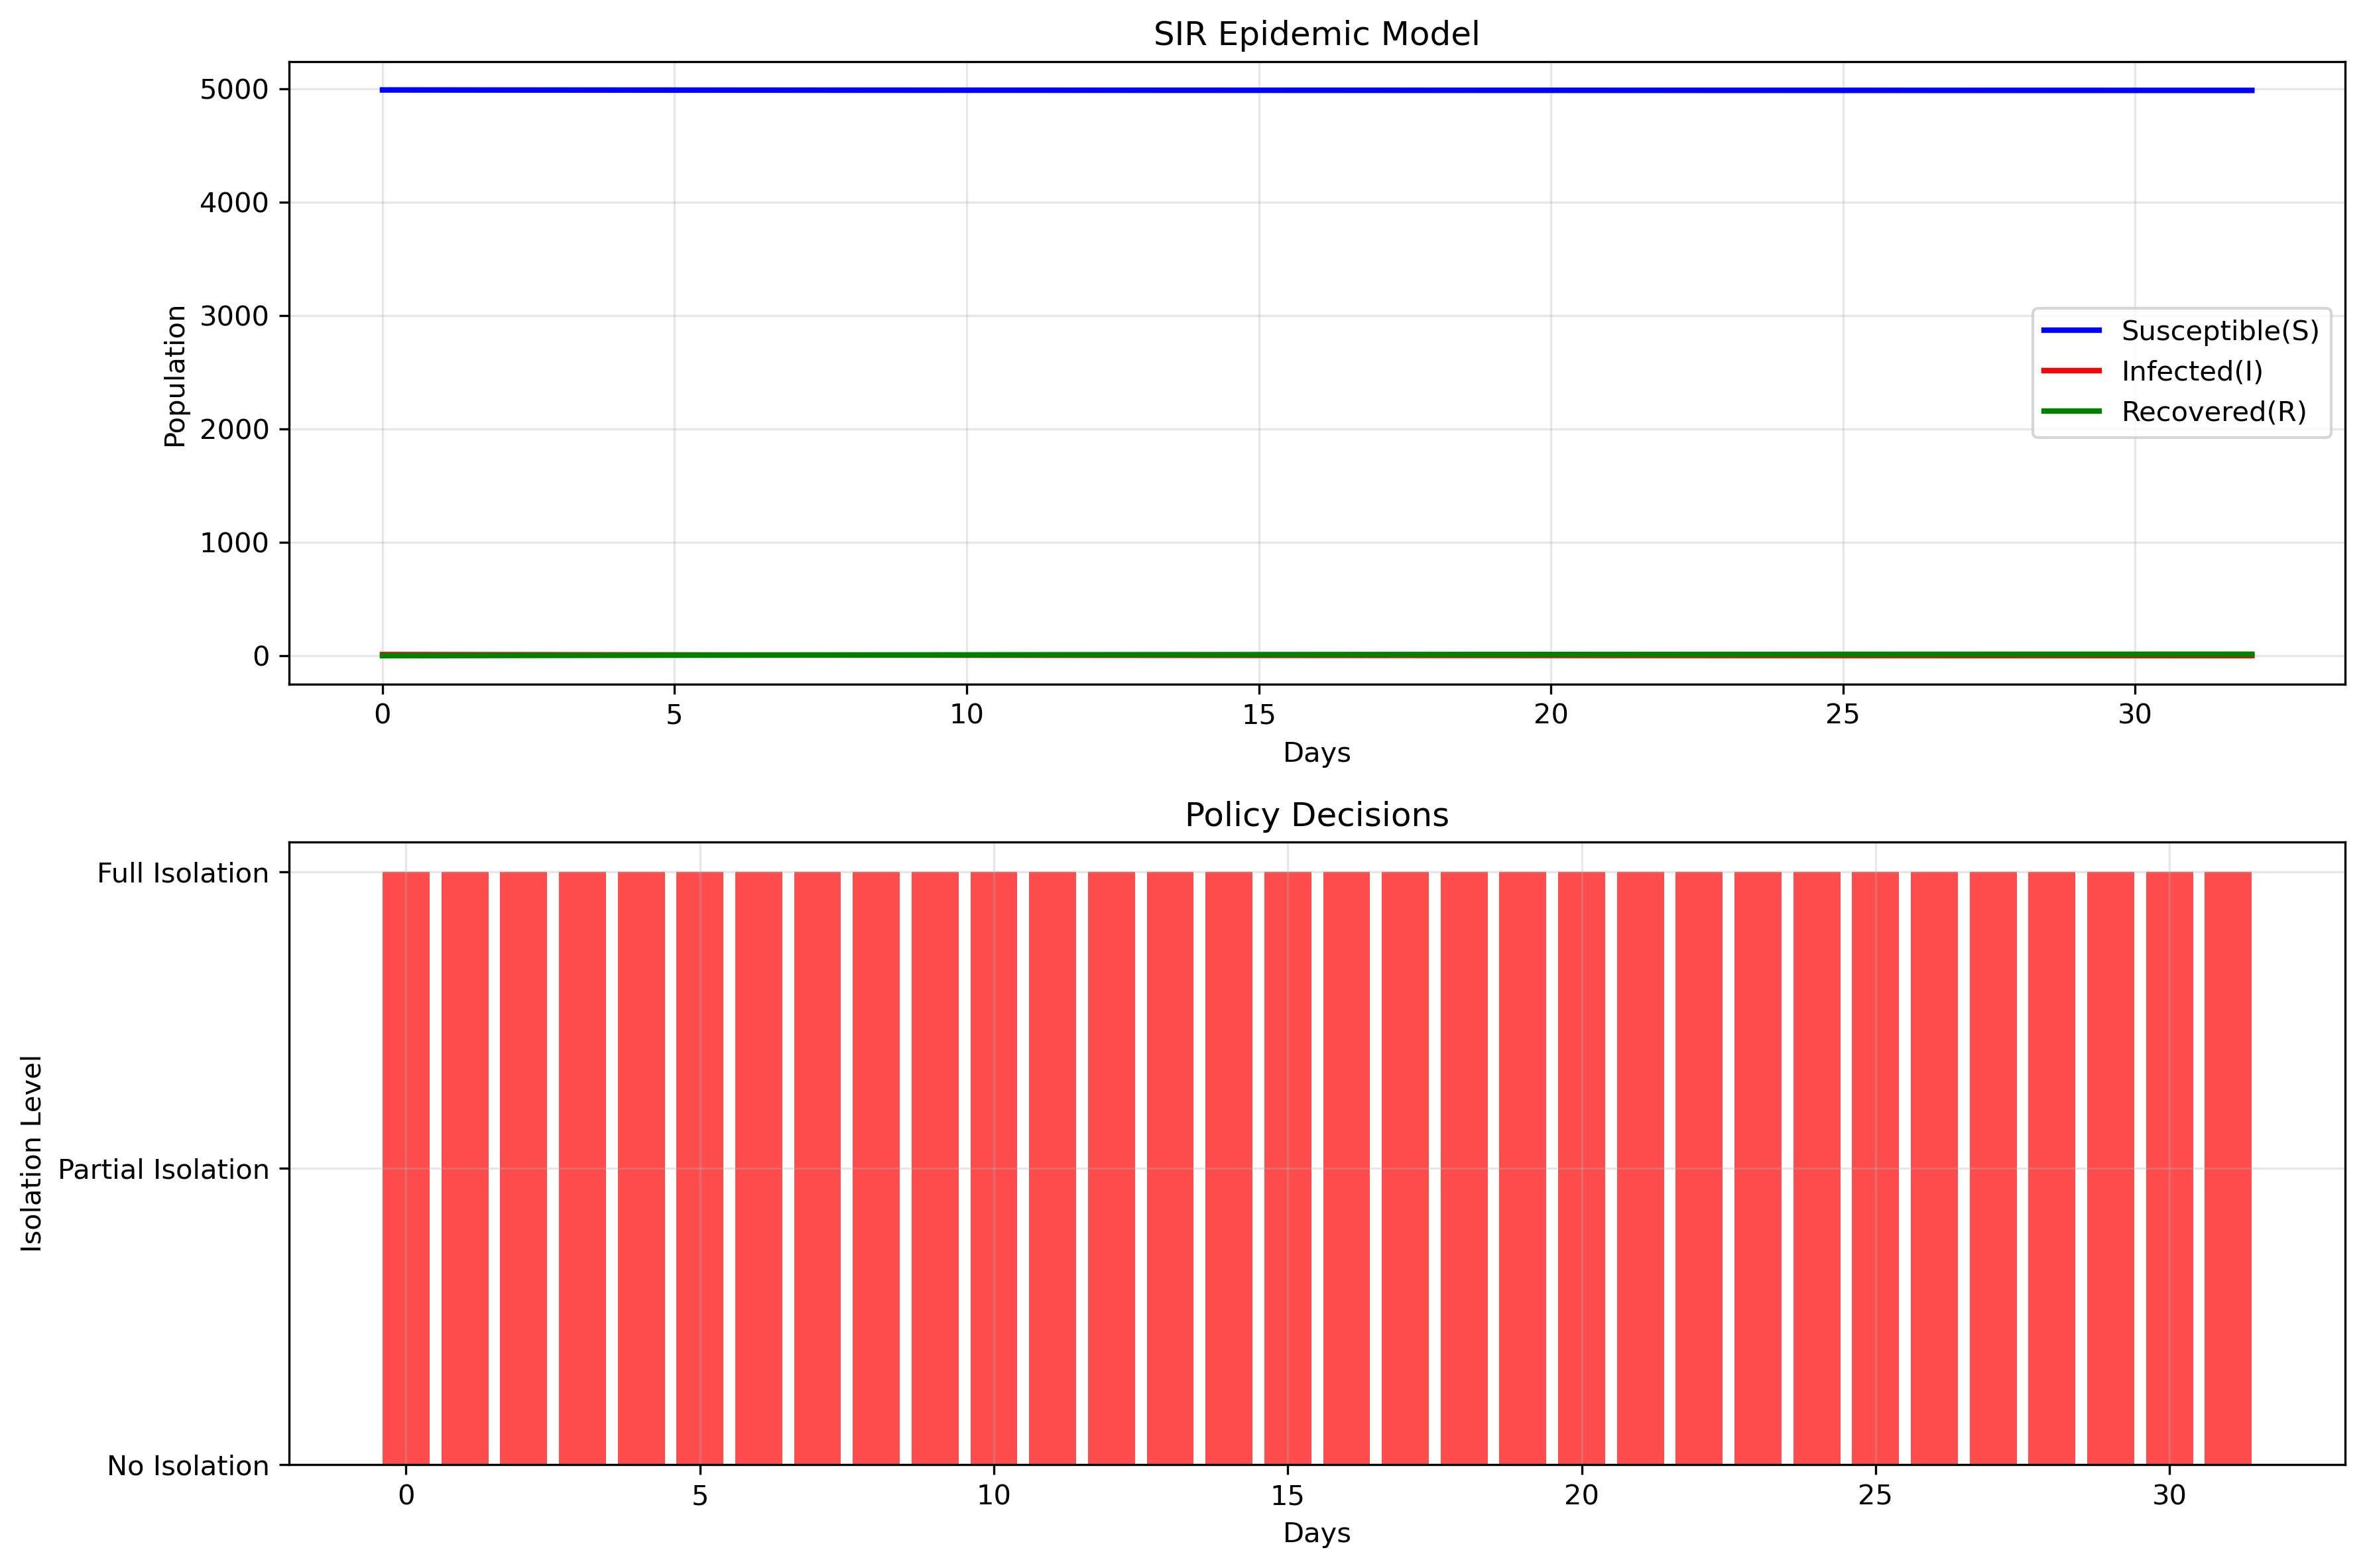 SIR Epidemic Model
5000
4000
3000
2000
1000
0
Population
Susceptible(S)
Infected(I)
Recovered(R)
0 5 10 15 20 25 30
Days
Policy Decisions
Full Isolation
Partial Isolation
No Isolation
Isolation Level
0 5 10 15 20 25 30
Days